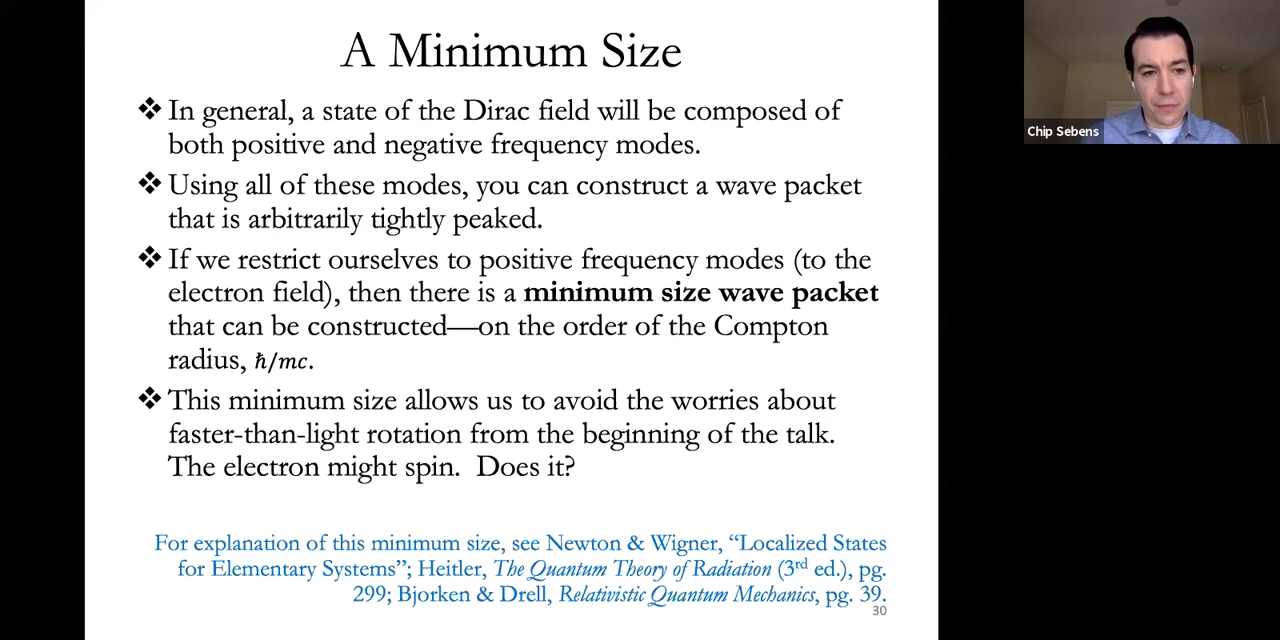 A Minimum Size
❖ In general, a state of the Dirac field will be composed of
both positive and negative frequency modes.
❖ Using all of these modes, you can construct a wave packet
that is arbitrarily tightly peaked.
❖ If we restrict ourselves to positive frequency modes (to the
electron field), then there is a minimum size wave packet
that can be constructed—on the order of the Compton
radius, ℏ/mc.
❖ This minimum size allows us to avoid the worries about
faster-than-light rotation from the beginning of the talk.
The electron might spin.  Does it?
For explanation of this minimum size, see Newton & Wigner, “Localized States
for Elementary Systems”; Heitler, The Quantum Theory of Radiation (3rd ed.), pg.
299; Bjorken & Drell, Relativistic Quantum Mechanics, pg. 39.
30
Chip Sebens